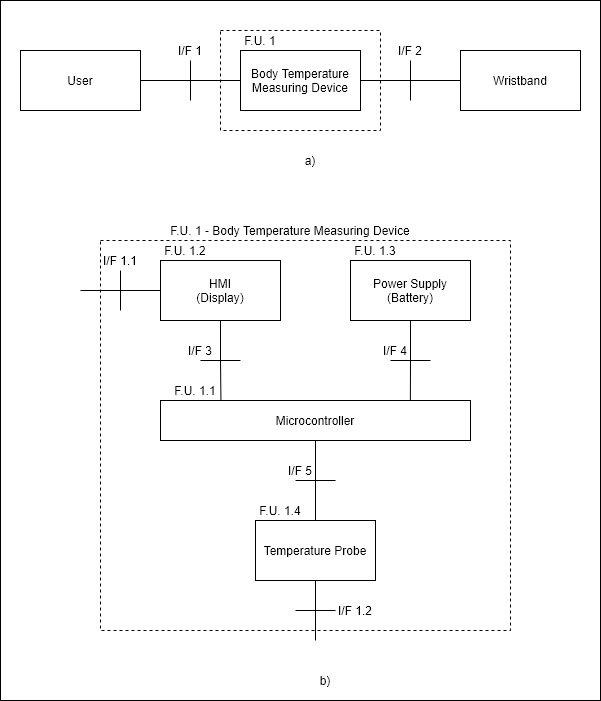 F.U. 1
I/F 1
I/F 2
User
Body Temperature
Measuring Device
Wristband
a)
F.U. 1 - Body Temperature Measuring Device
F.U. 1.2
F.U. 1.3
I/F 1.1
HMI
(Display)
Power Supply
(Battery)
I/F 3
I/F 4
F.U. 1.1
Microcontroller
I/F 5
F.U. 1.4
Temperature Probe
I/F 1.2
b)